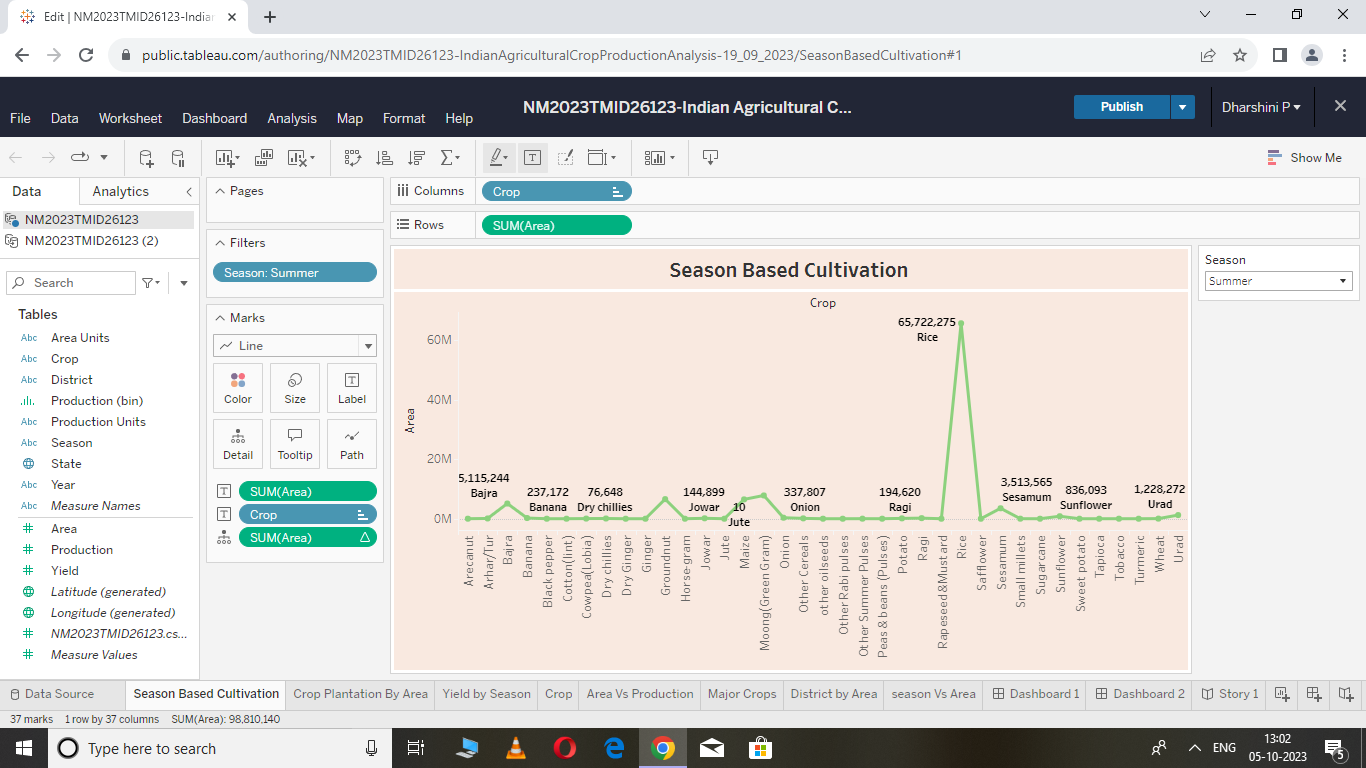 Edit | NM2023TMID26123-India
public.tableau.com/authoring/NM2023TMID26123-IndianAgriculturalCropProductionAnalysis-19_09_2023/SeasonBasedCultivation#1
NM2023TMID26123-Indian Agricultural C...
Publish
Dharshini P
File Data Worksheet Dashboard Analysis Map Format Help
Show Me
Data Analytics
NM2023TMID26123
NM2023TMID26123 (2)
Search
Tables
Abc Area Units
Abc Crop
Abc District
Production (bin)
Abc Production Units
Abc Season
State
Abc Year
Abc Measure Names
# Area
# Production
# Yield
Latitude (generated)
Longitude (generated)
# NM2023TMID26123.cs...
# Measure Values
Pages
Filters
Season: Summer
Marks
Line
Color Size Label
Detail Tooltip Path
SUM(Area)
Crop
SUM(Area)
Columns Crop
Rows SUM(Area)
Season Based Cultivation
Crop
Area
60M
40M
20M
0M
5,115,244
Bajra
237,172
Banana
76,648
Dry chillies
144,899
Jowar
10
Jute
337,807
Onion
194,620
Ragi
65,722,275
Rice
3,513,565
Sesamum
836,093
Sunflower
1,228,272
Urad
Arecanut
Arhar/Tur
Bajra
Banana
Black pepper
Cotton(lint)
Cowpea(Lobia)
Dry chillies
Dry Ginger
Ginger
Groundnut
Horse-gram
Jowar
Jute
Maize
Moong(Green Gram)
Onion
Other Cereals
other oilseeds
Other Rabi pulses
Other Summer Pulses
Peas & beans (Pulses)
Potato
Ragi
Rapeseed &Mustard
Rice
Safflower
Sesamum
Small millets
Sugarcane
Sunflower
Sweet potato
Tapioca
Tobacco
Turmeric
Wheat
Urad
Season
Summer
Data Source Season Based Cultivation Crop Plantation By Area Yield by Season Crop Area Vs Production Major Crops District by Area season Vs Area Dashboard 1 Dashboard 2 Story 1
37 marks 1 row by 37 columns SUM(Area): 98,810,140
Type here to search
ENG
13:02
05-10-2023
5